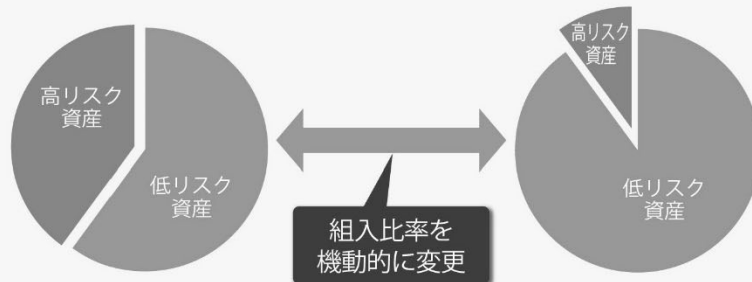 高リスク
資産
低リスク
資産
組入比率を
機動的に変更
高リスク
資産
低リスク
資産